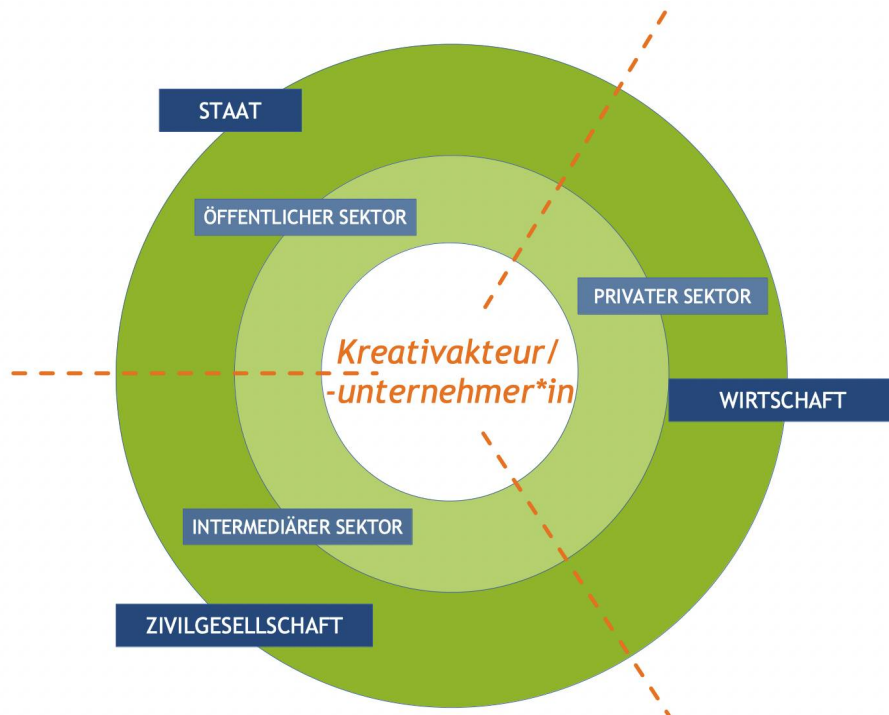 STAAT
ÖFFENTLICHER SEKTOR
PRIVATER SEKTOR
Kreativakteur/
-unternehmer*in
WIRTSCHAFT
INTERMEDIÄRER SEKTOR
ZIVILGESELLSCHAFT